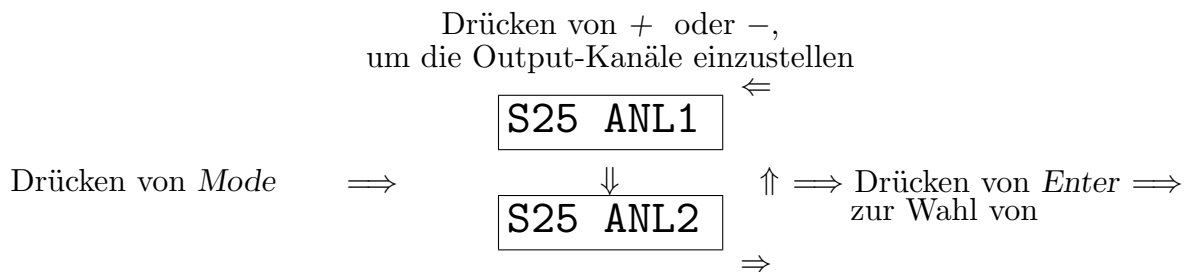 Drücken von + oder −,
um die Output-Kanäle einzustellen
⇐
S25 ANL1
Drücken von Mode ⟹ ⇓ ⇑ ⟹ Drücken von Enter ⟹
S25 ANL2 zur Wahl von
⇒